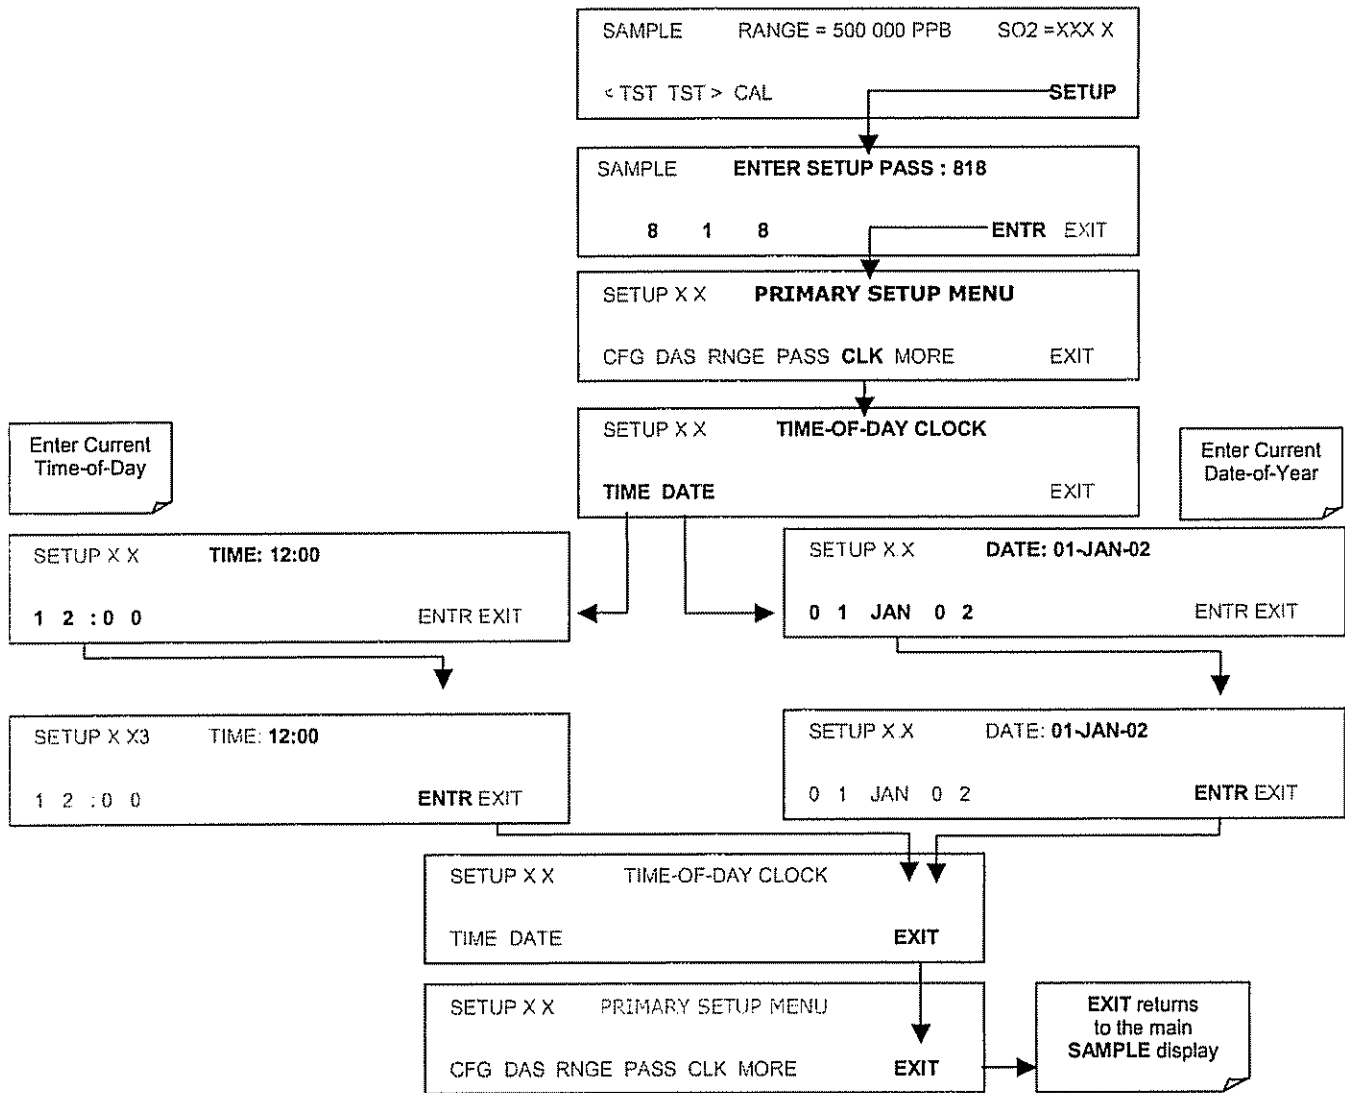 SAMPLE RANGE = 500 000 PPB SO2 =XXX X
< TST TST > CAL SETUP
SAMPLE ENTER SETUP PASS : 818
8 1 8 ENTR EXIT
SETUP X X PRIMARY SETUP MENU
CFG DAS RNGE PASS CLK MORE EXIT
SETUP X X TIME-OF-DAY CLOCK
TIME DATE EXIT
Enter Current
Time-of-Day
Enter Current
Date-of-Year
SETUP X X TIME: 12:00
1 2 :0 0 ENTR EXIT
SETUP X.X DATE: 01-JAN-02
0 1 JAN 0 2 ENTR EXIT
SETUP X X3 TIME: 12:00
1 2 :0 0 ENTR EXIT
SETUP X.X DATE: 01-JAN-02
0 1 JAN 0 2 ENTR EXIT
SETUP X X TIME-OF-DAY CLOCK
TIME DATE EXIT
SETUP X X PRIMARY SETUP MENU
CFG DAS RNGE PASS CLK MORE EXIT
EXIT returns
to the main
SAMPLE display